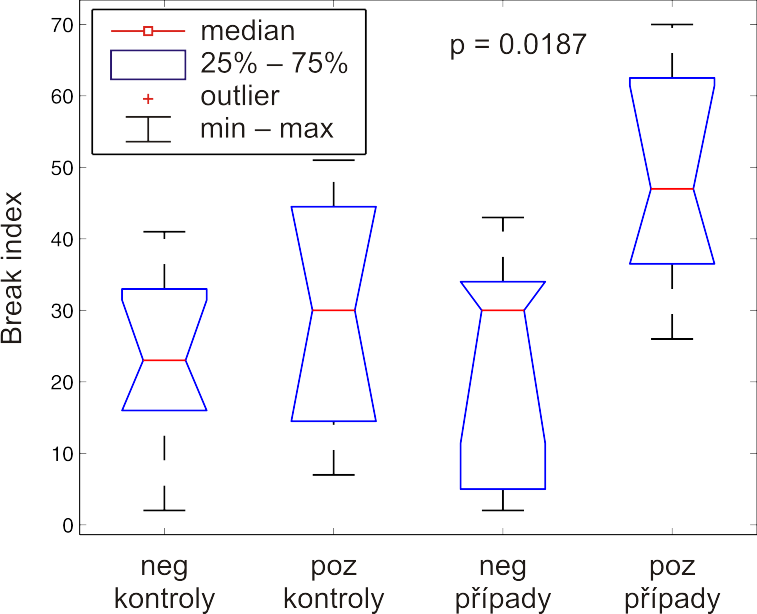 median
25% – 75%
outlier
min – max
p = 0.0187
Break index
70
60
50
40
30
20
10
0
neg kontroly
poz kontroly
neg případy
poz případy